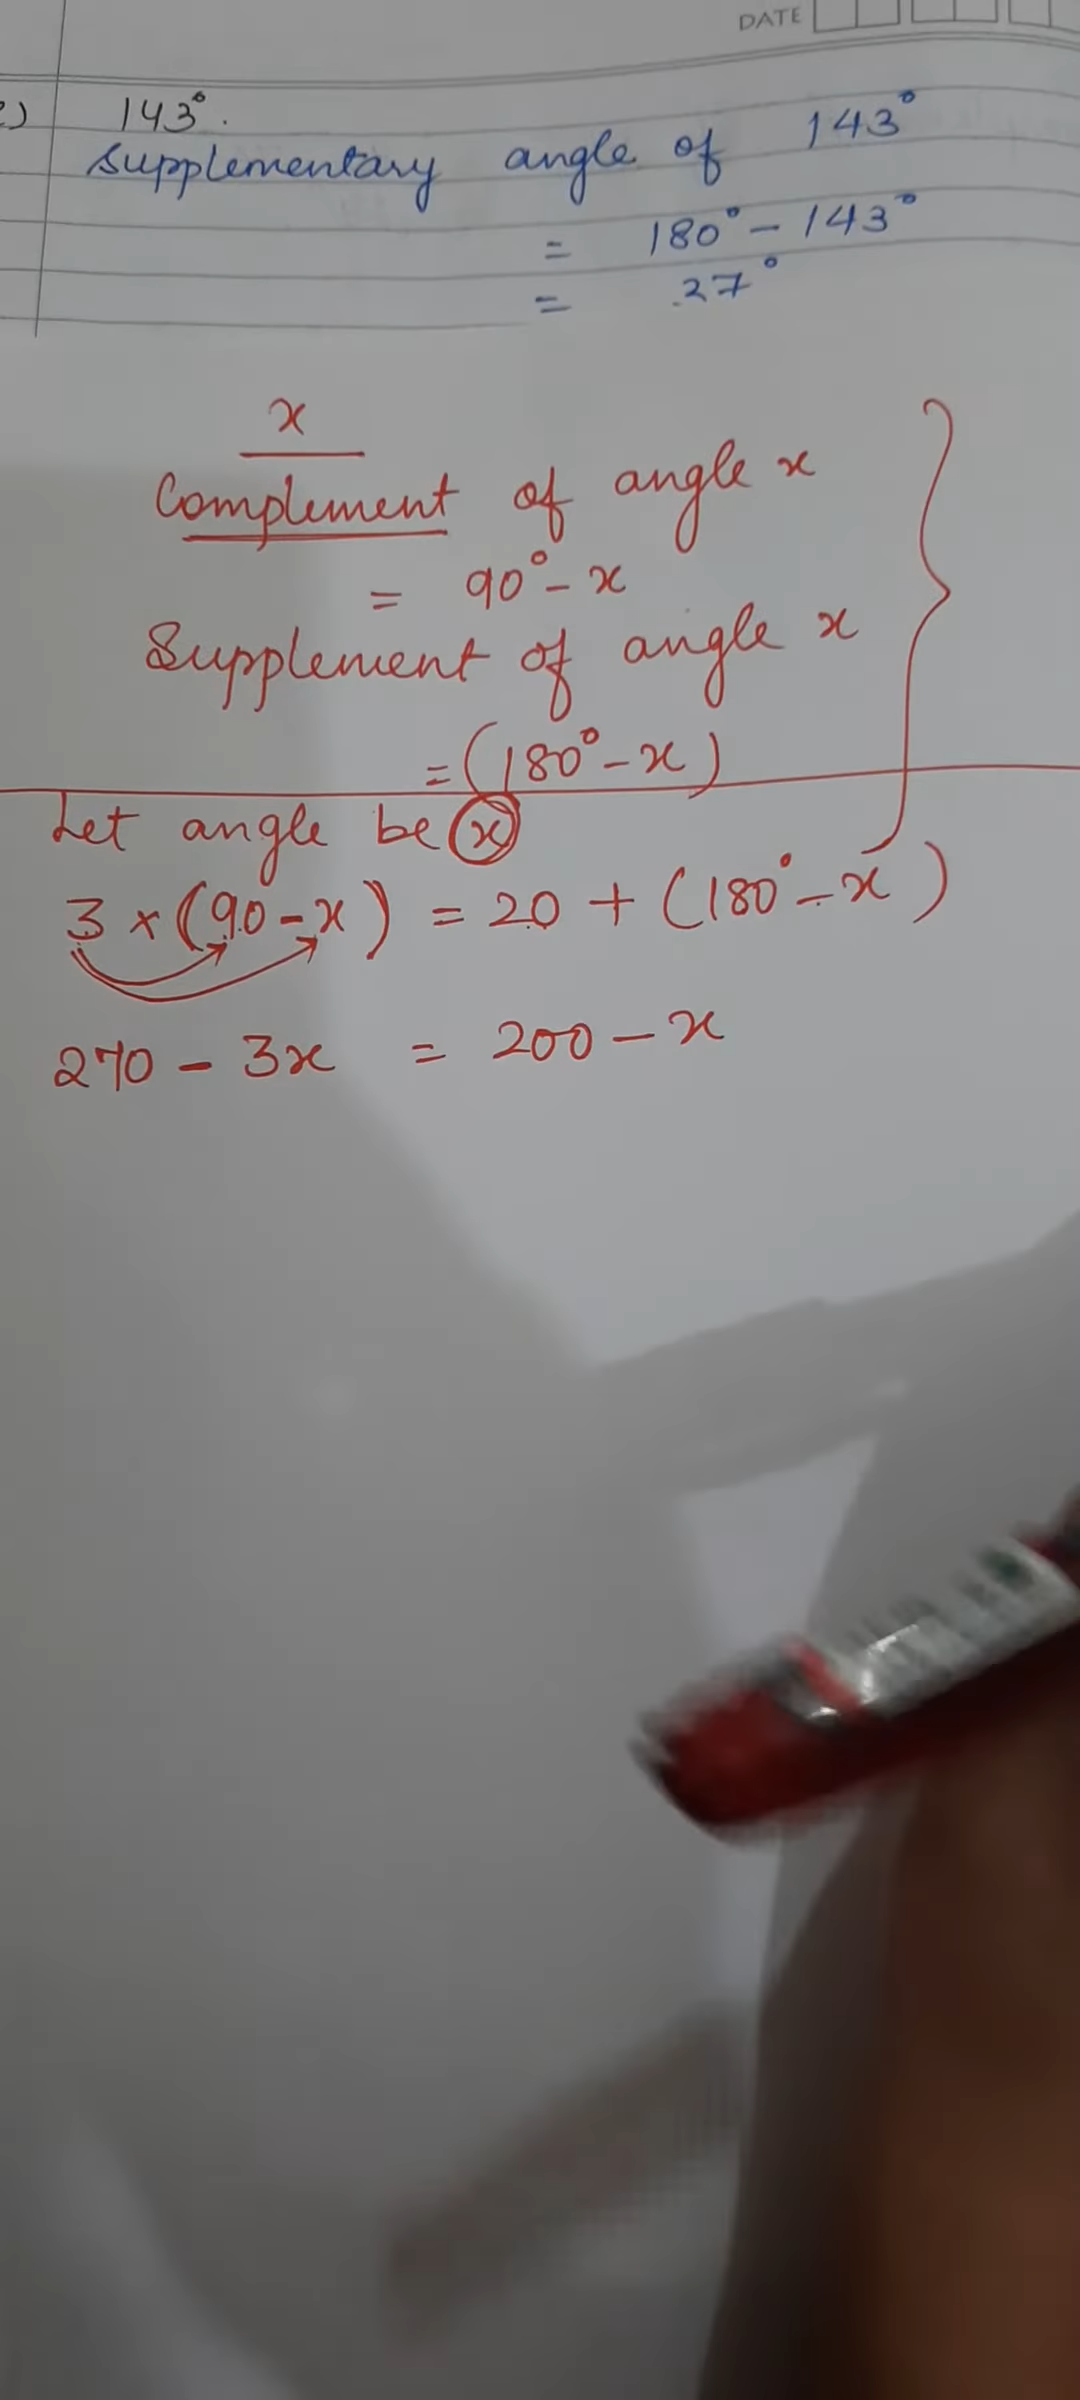 DATE
2) 143°.
Supplementary angle of 143°
= 180° - 143°
= 27°
x
Complement of angle x
= 90° - x
Supplement of angle x
= (180° - x)
Let angle be x
3 × (90 - x) = 20 + (180° - x)
270 - 3x = 200 - x